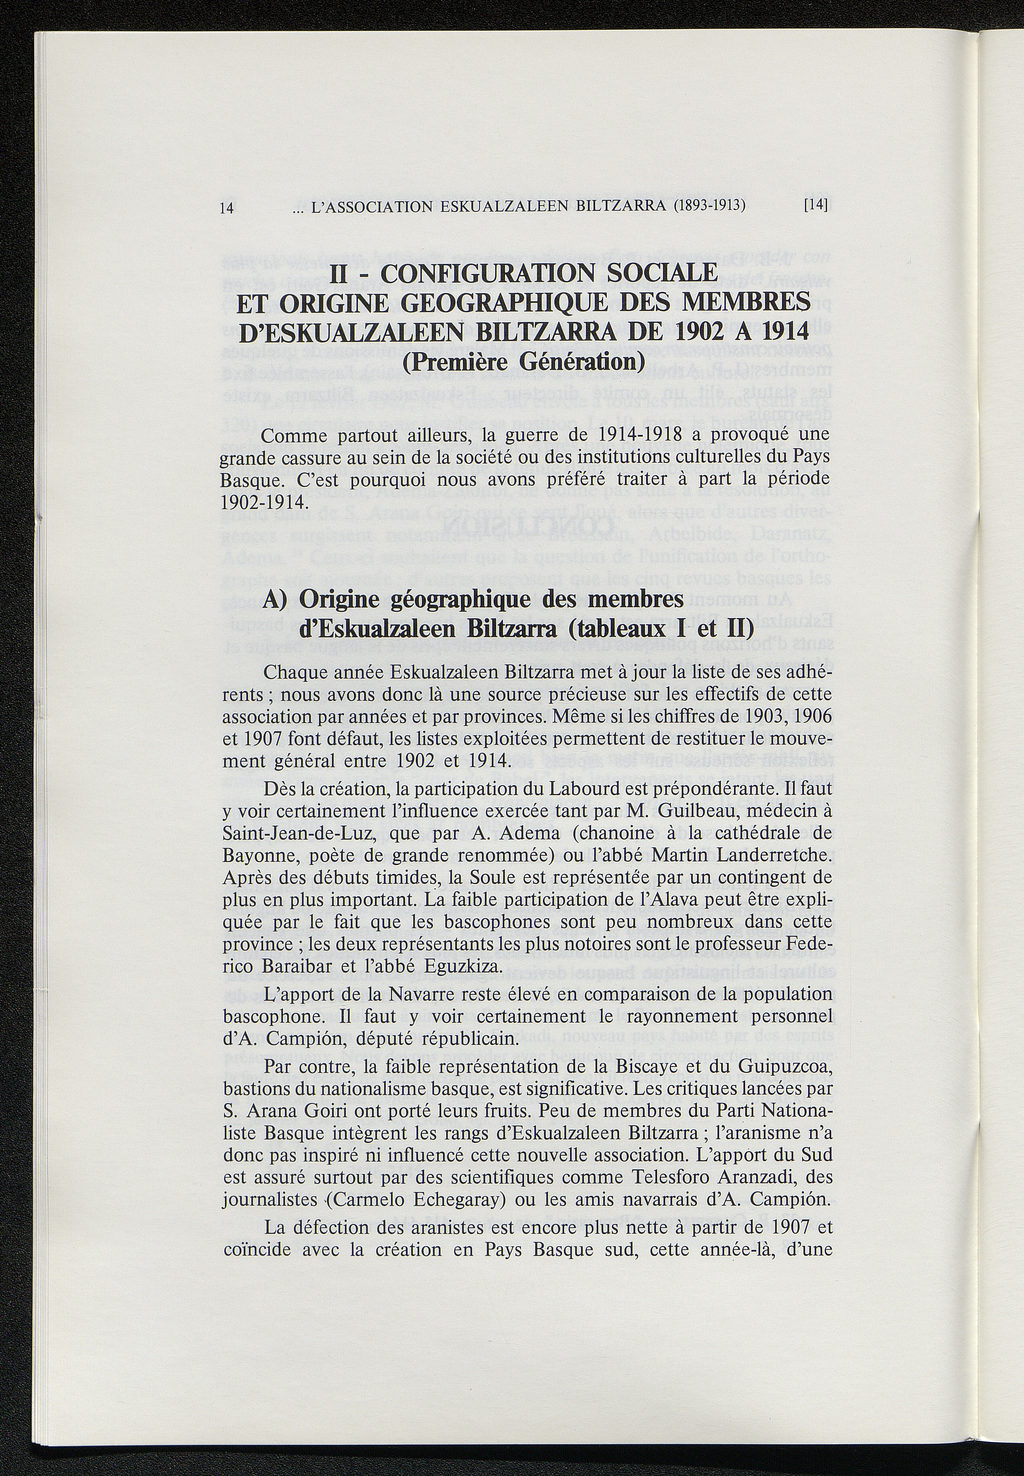 14 ... L'ASSOCIATION ESKUALZALEEN BILTZARRA (1893-1913) [14]
II - CONFIGURATION SOCIALE
ET ORIGINE GEOGRAPHIQUE DES MEMBRES
D'ESKUALZALEEN BILTZARRA DE 1902 A 1914
(Première Génération)
Comme partout ailleurs, la guerre de 1914-1918 a provoqué une
grande cassure au sein de la société ou des institutions culturelles du Pays
Basque. C'est pourquoi nous avons préféré traiter à part la période
1902-1914.
A) Origine géographique des membres
d'Eskualzaleen Biltzarra (tableaux I et II)
Chaque année Eskualzaleen Biltzarra met à jour la liste de ses adhé-
rents ; nous avons donc là une source précieuse sur les effectifs de cette
association par années et par provinces. Même si les chiffres de 1903, 1906
et 1907 font défaut, les listes exploitées permettent de restituer le mouve-
ment général entre 1902 et 1914.
Dès la création, la participation du Labourd est prépondérante. Il faut
y voir certainement l'influence exercée tant par M. Guilbeau, médecin à
Saint-Jean-de-Luz, que par A. Adema (chanoine à la cathédrale de
Bayonne, poète de grande renommée) ou l'abbé Martin Landerretche.
Après des débuts timides, la Soule est représentée par un contingent de
plus en plus important. La faible participation de l'Alava peut être expli-
quée par le fait que les bascophones sont peu nombreux dans cette
province ; les deux représentants les plus notoires sont le professeur Fede-
rico Baraibar et l'abbé Eguzkiza.
L'apport de la Navarre reste élevé en comparaison de la population
bascophone. Il faut y voir certainement le rayonnement personnel
d'A. Campión, député républicain.
Par contre, la faible représentation de la Biscaye et du Guipuzcoa,
bastions du nationalisme basque, est significative. Les critiques lancées par
S. Arana Goiri ont porté leurs fruits. Peu de membres du Parti Nationa-
liste Basque intègrent les rangs d'Eskualzaleen Biltzarra ; l'aranisme n'a
donc pas inspiré ni influencé cette nouvelle association. L'apport du Sud
est assuré surtout par des scientifiques comme Telesforo Aranzadi, des
journalistes (Carmelo Echegaray) ou les amis navarrais d'A. Campión.
La défection des aranistes est encore plus nette à partir de 1907 et
coïncide avec la création en Pays Basque sud, cette année-là, d'une